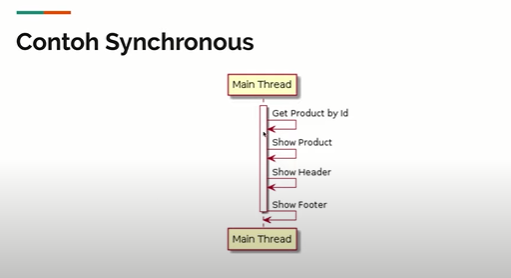 Contoh Synchronous
Main Thread
Get Product by Id
Show Product
Show Header
Show Footer
Main Thread